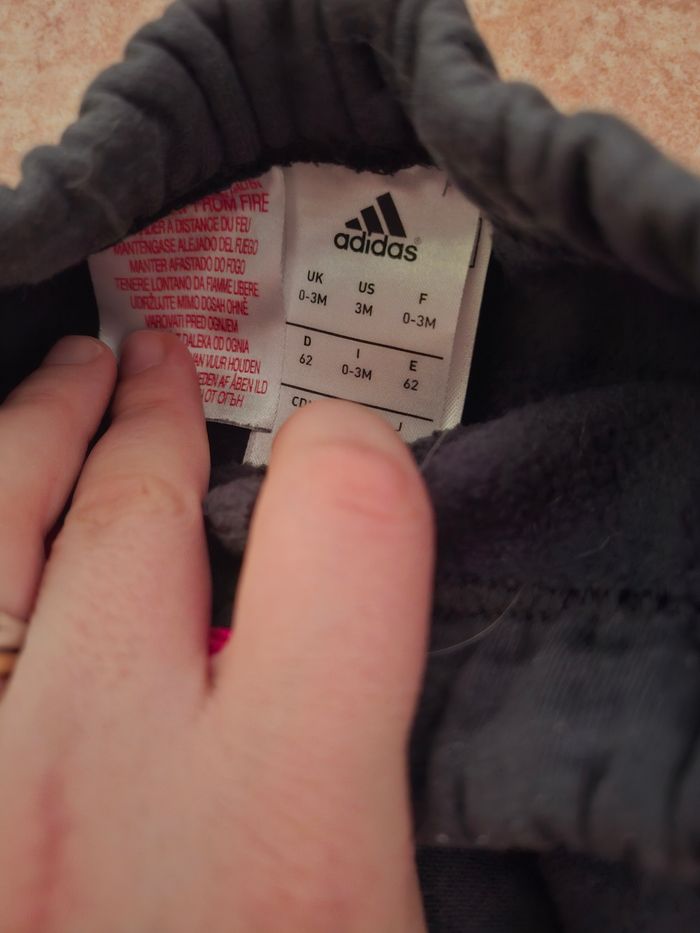 FROM FIRE
A DISTANCE DU FEU
MANTENGASE ALEJADO DEL FUEGO
MANTER AFASTADO DO FOGO
TENERE LONTANO DA FIAMME LIBERE
UDRŽUJTE MIMO DOSAH OHNĚ
VAROVATI PRED OGNJEM
DALEKA OD OGNIA
VAN VUUR HOUDEN
AF ÅBEN ILD
ОТ ОГЪН
adidas®
UK US F
0-3M 3M 0-3M
D I E
62 0-3M 62
J